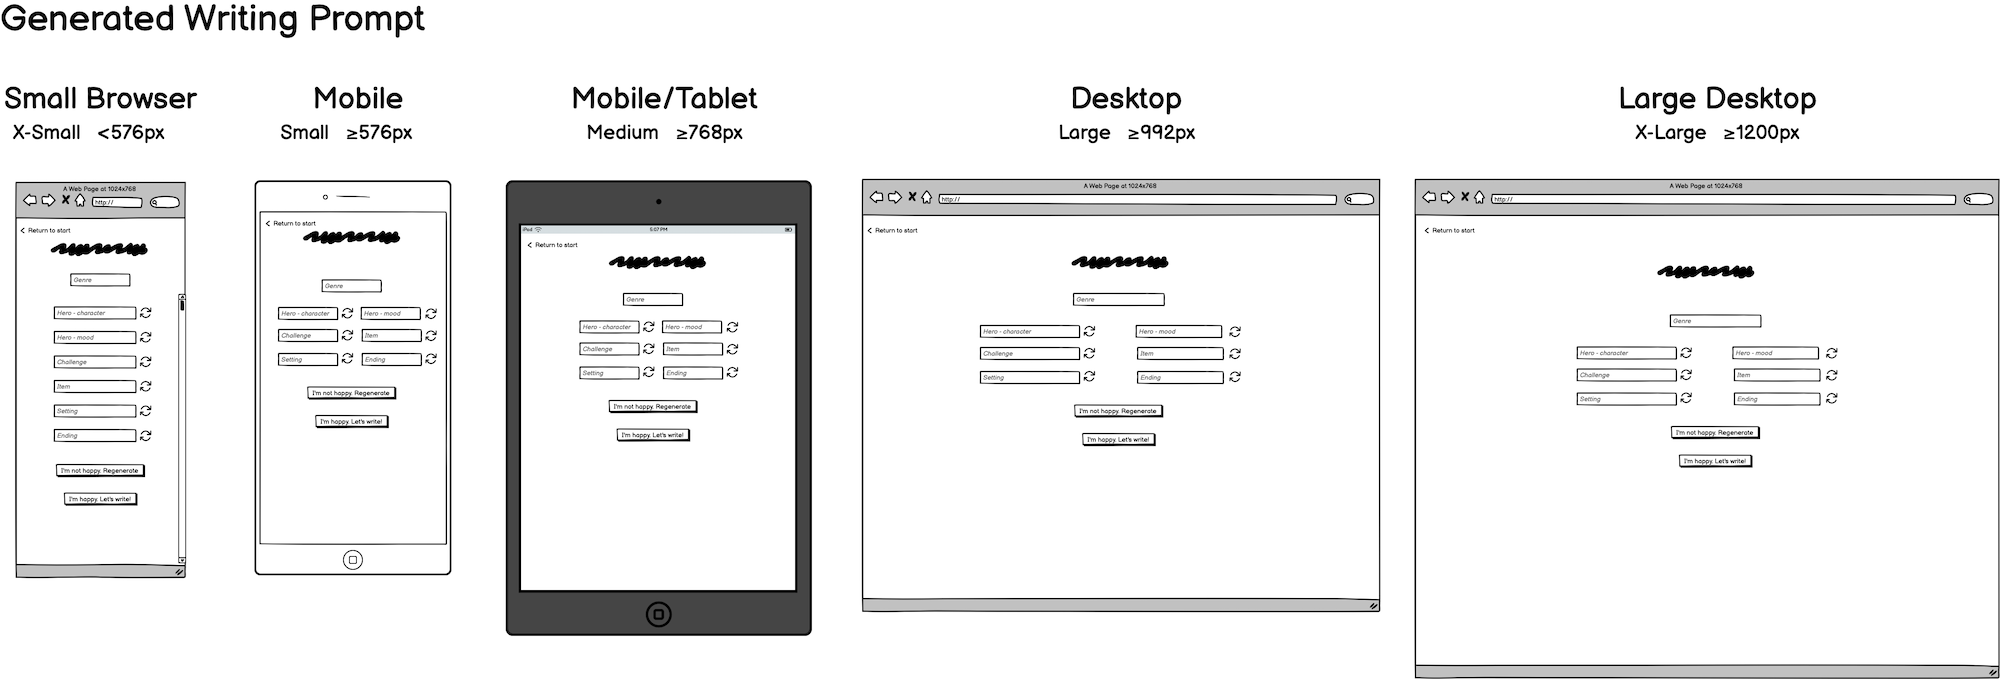 Generated Writing Prompt
Small Browser
X-Small <576px
A Web Page at 1024x768
http://
Return to start
Genre
Hero - character
Hero - mood
Challenge
Item
Setting
Ending
I'm not happy. Regenerate
I'm happy. Let's write!
Mobile
Small ≥576px
Return to start
Genre
Hero - character Hero - mood
Challenge Item
Setting Ending
I'm not happy. Regenerate
I'm happy. Let's write!
Mobile/Tablet
Medium ≥768px
iPod 5:07 PM
Return to start
Genre
Hero - character Hero - mood
Challenge Item
Setting Ending
I'm not happy. Regenerate
I'm happy. Let's write!
Desktop
Large ≥992px
A Web Page at 1024x768
http://
Return to start
Genre
Hero - character Hero - mood
Challenge Item
Setting Ending
I'm not happy. Regenerate
I'm happy. Let's write!
Large Desktop
X-Large ≥1200px
A Web Page at 1024x768
http://
Return to start
Genre
Hero - character Hero - mood
Challenge Item
Setting Ending
I'm not happy. Regenerate
I'm happy. Let's write!